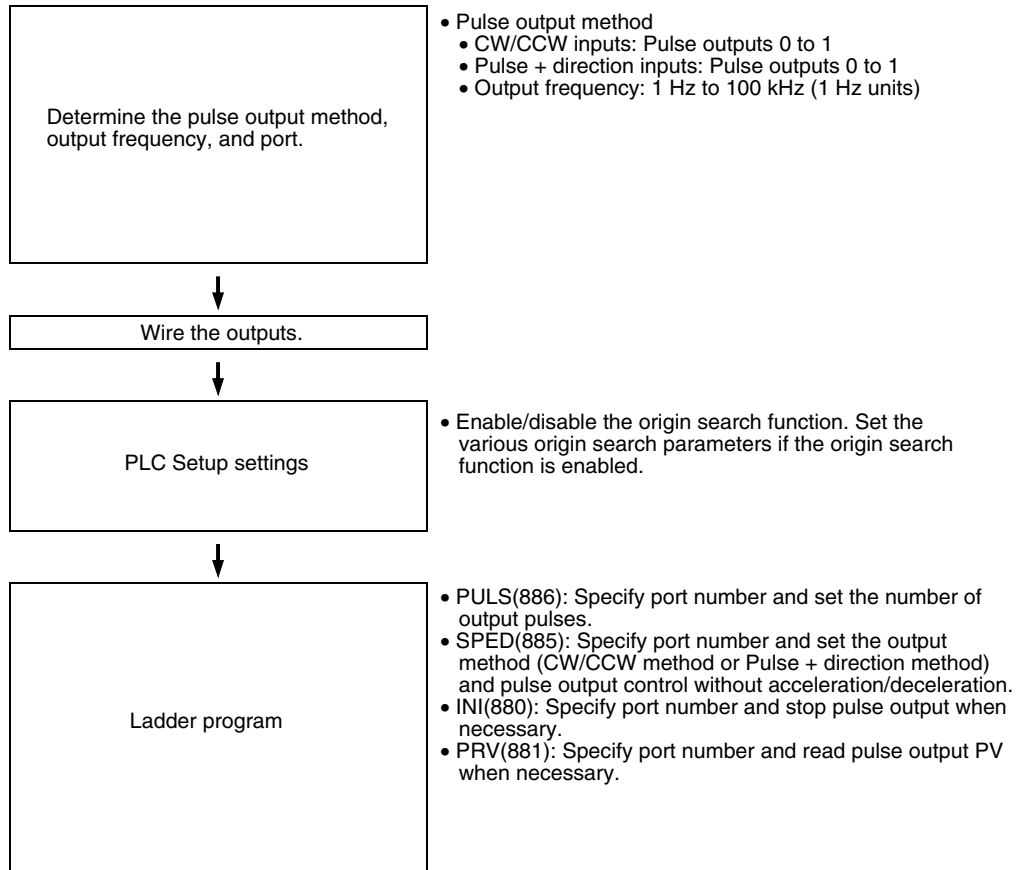 Determine the pulse output method,
output frequency, and port.
• Pulse output method
• CW/CCW inputs: Pulse outputs 0 to 1
• Pulse + direction inputs: Pulse outputs 0 to 1
• Output frequency: 1 Hz to 100 kHz (1 Hz units)
Wire the outputs.
PLC Setup settings
• Enable/disable the origin search function. Set the
various origin search parameters if the origin search
function is enabled.
Ladder program
• PULS(886): Specify port number and set the number of
output pulses.
• SPED(885): Specify port number and set the output
method (CW/CCW method or Pulse + direction method)
and pulse output control without acceleration/deceleration.
• INI(880): Specify port number and stop pulse output when
necessary.
• PRV(881): Specify port number and read pulse output PV
when necessary.